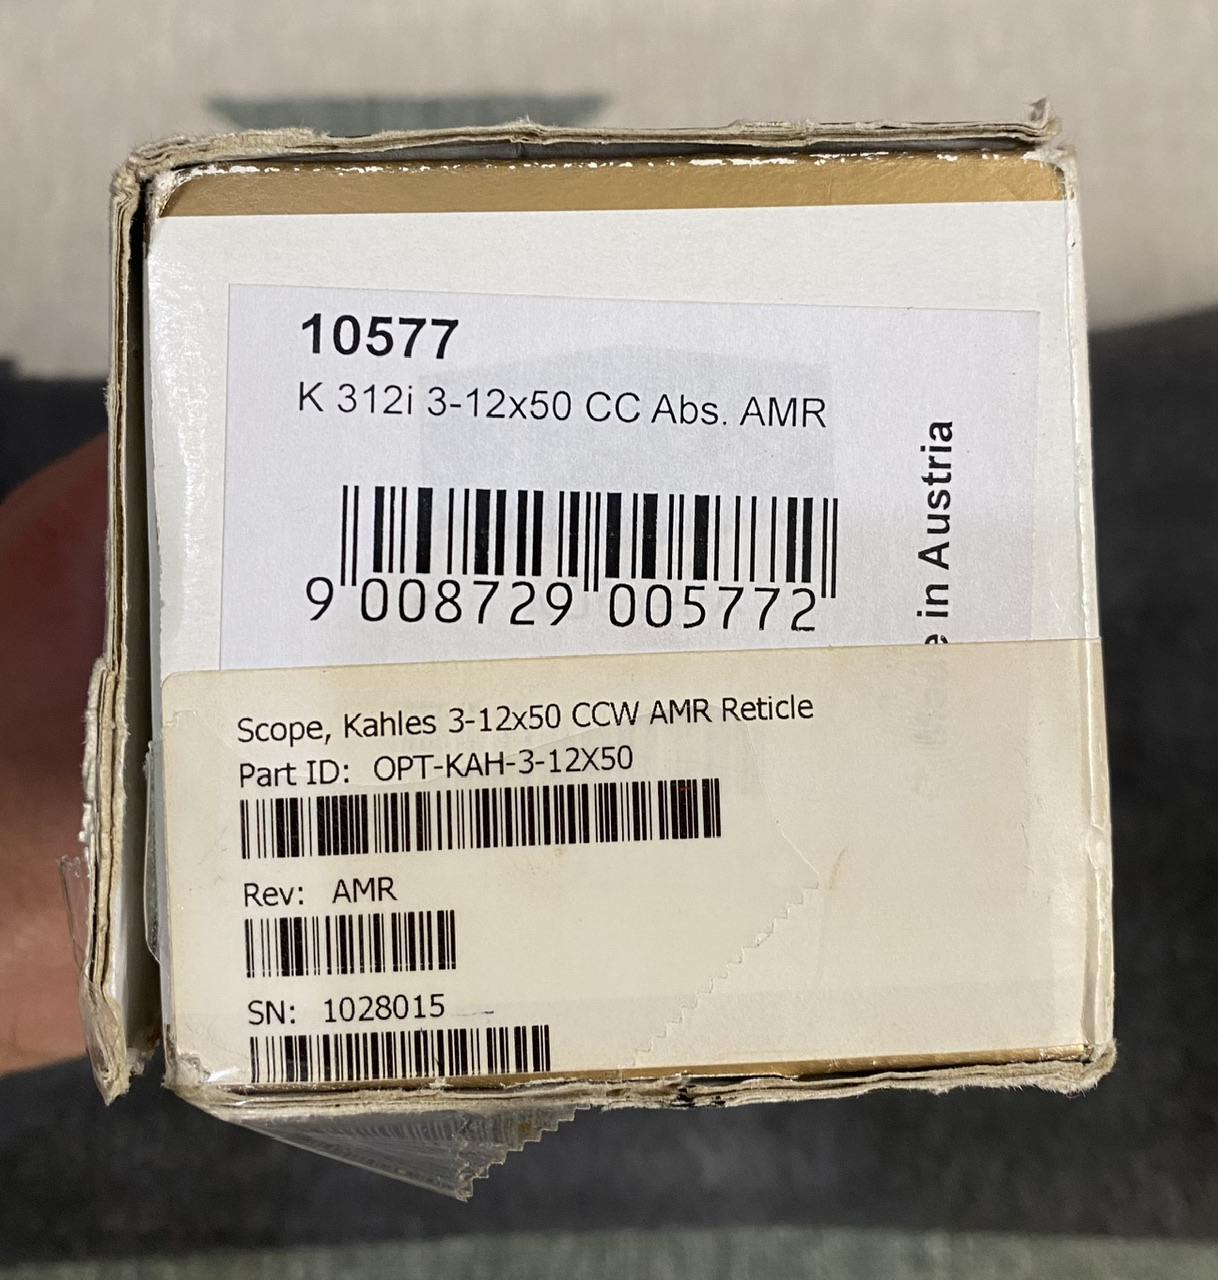 10577
K 312i 3-12x50 CC Abs. AMR
9 008729 005772
in Austria
Scope, Kahles 3-12x50 CCW AMR Reticle
Part ID: OPT-KAH-3-12X50
Rev: AMR
SN: 1028015